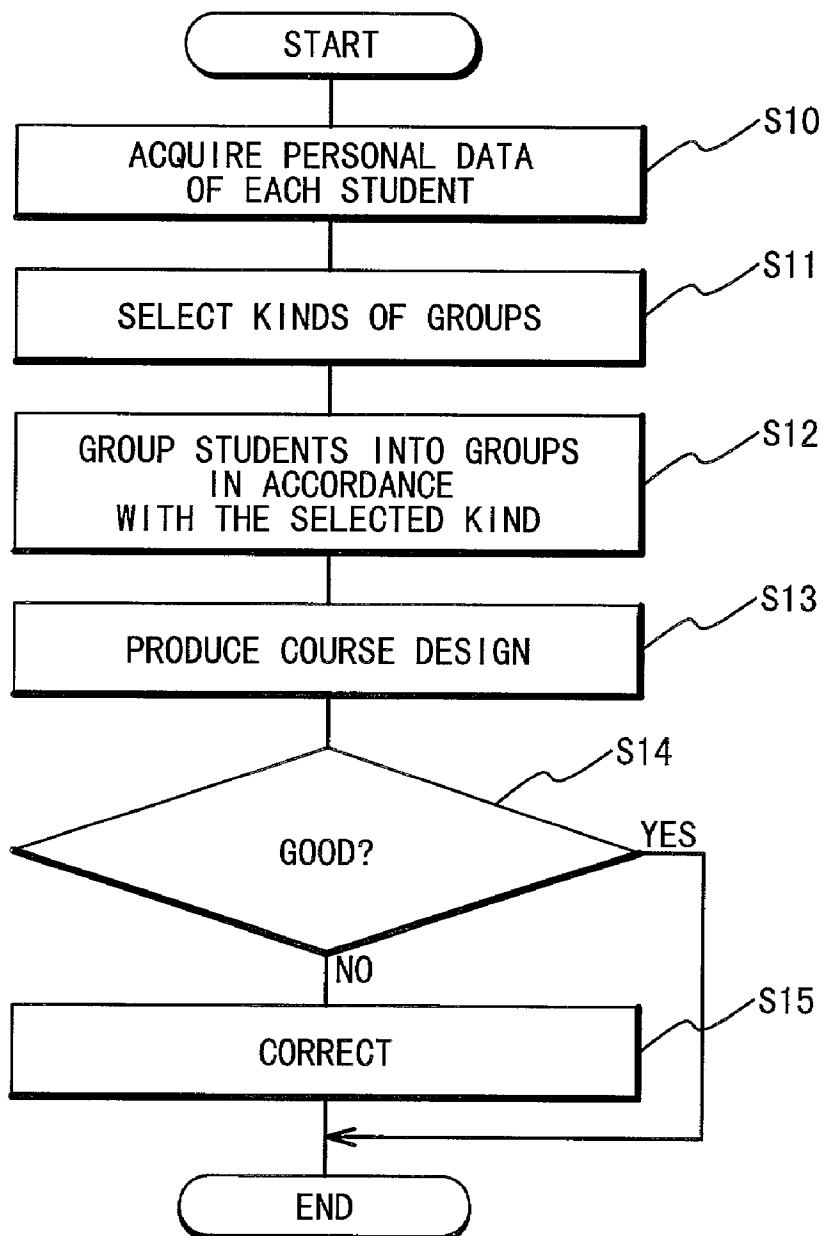 START
ACQUIRE PERSONAL DATA
OF EACH STUDENT
S10
SELECT KINDS OF GROUPS
S11
GROUP STUDENTS INTO GROUPS
IN ACCORDANCE
WITH THE SELECTED KIND
S12
PRODUCE COURSE DESIGN
S13
GOOD?
S14
YES
NO
CORRECT
S15
END